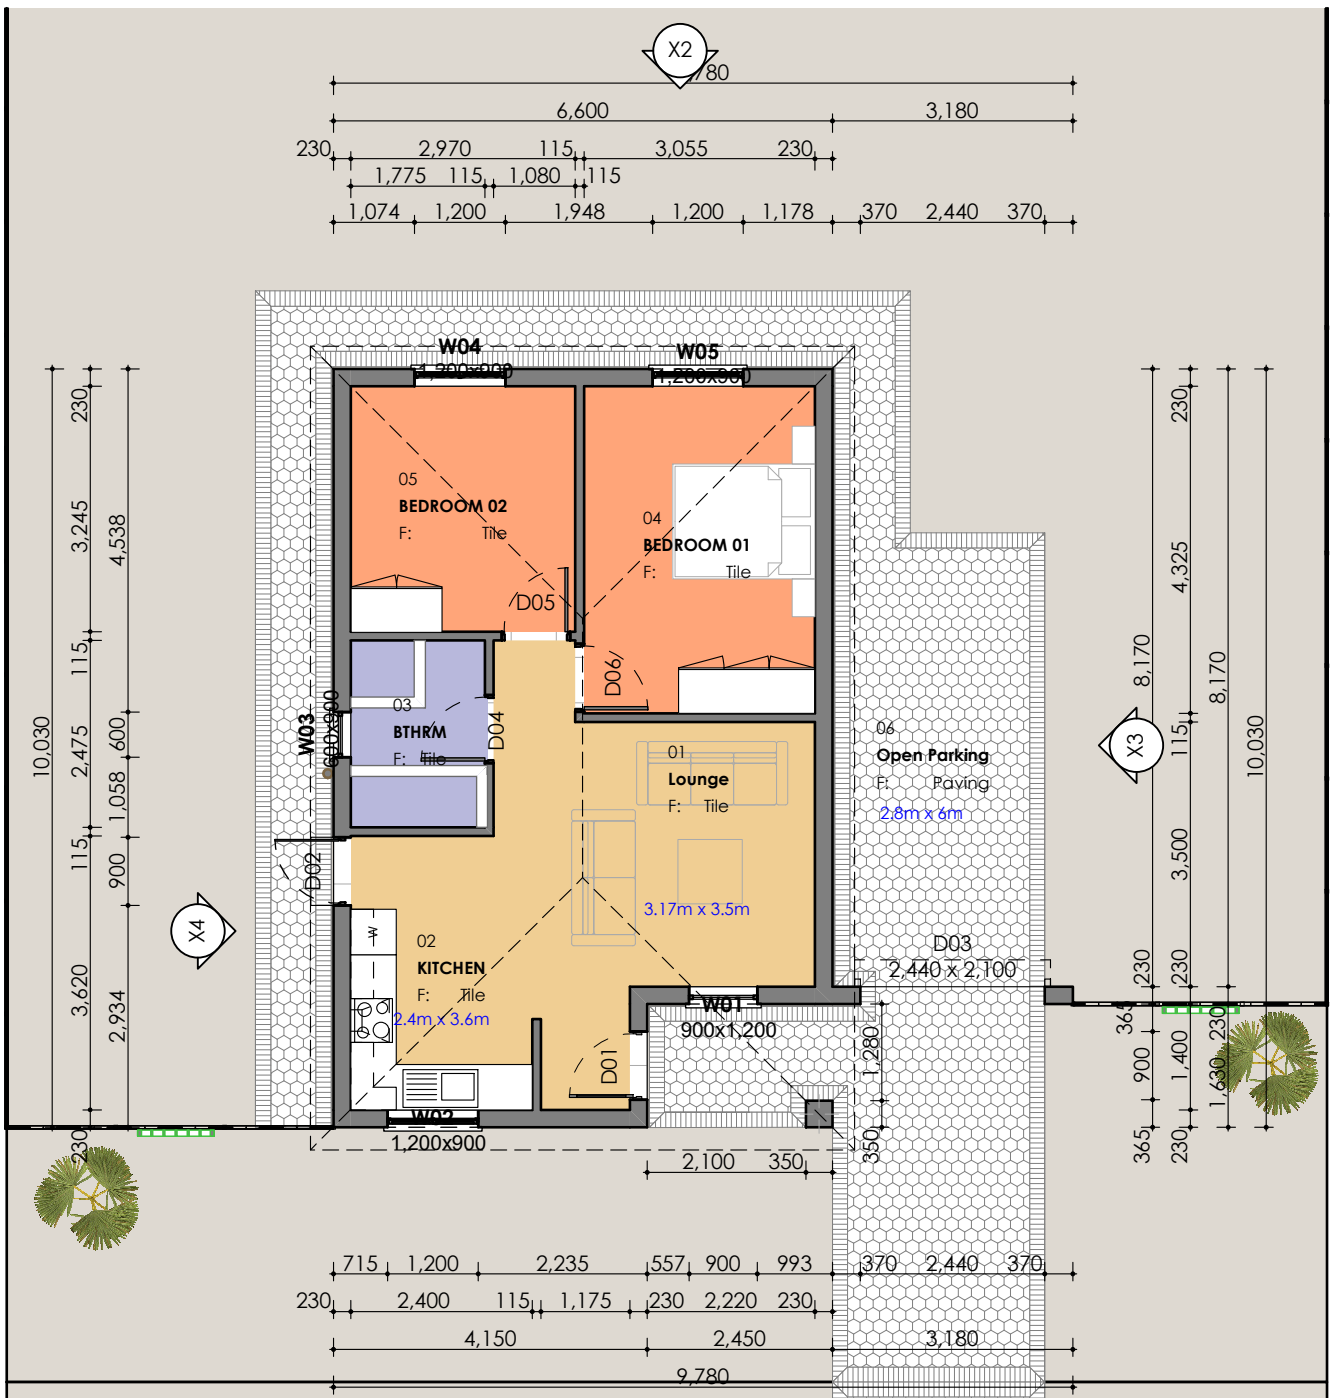 X2
,780
6,600 3,180
230 2,970 115 3,055 230
1,775 115 1,080 115
1,074 1,200 1,948 1,200 1,178 370 2,440 370
W04
1,200x900
W05
1,200x900
05
BEDROOM 02
F: Tile
04
BEDROOM 01
F: Tile
D05
D06
03
BTHRM
F: Tile
D04
W03
600x900
01
Lounge
F: Tile
3.17m x 3.5m
06
Open Parking
F: Paving
2.8m x 6m
D02
W
02
KITCHEN
F: Tile
2.4m x 3.6m
D01
W01
900x1,200
D03
2,440 x 2,100
W02
1,200x900
X4
X3
10,030
230
3,245
115
2,475
115
3,620
230
4,538
600
1,058
900
2,934
8,170
230
4,325
115
3,500
230
8,170
10,030
230
365
900
365
1,400
230
230
1,630
1,280
350
2,100 350
715 1,200 2,235 557 900 993 370 2,440 370
230 2,400 115 1,175 230 2,220 230
4,150 2,450 3,180
9,780